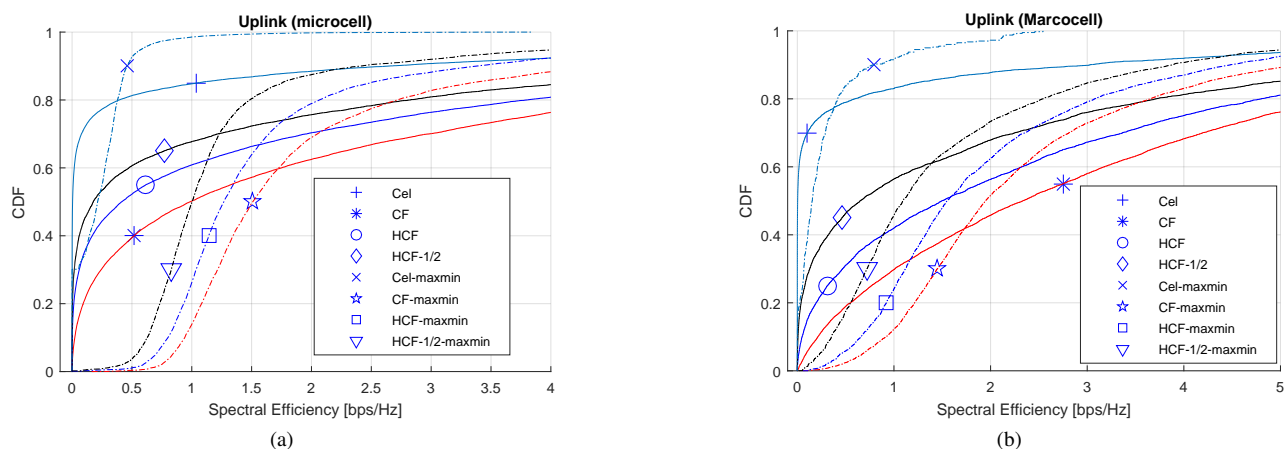 Uplink (microcell)
1
0.8
0.6
0.4
0.2
0
CDF
0
0.5
1
1.5
2
2.5
3
3.5
4
Spectral Efficiency [bps/Hz]
Cel
CF
HCF
HCF-1/2
Cel-maxmin
CF-maxmin
HCF-maxmin
HCF-1/2-maxmin
(a)
Uplink (Marcocell)
1
0.8
0.6
0.4
0.2
0
CDF
0
1
2
3
4
5
Spectral Efficiency [bps/Hz]
Cel
CF
HCF
HCF-1/2
Cel-maxmin
CF-maxmin
HCF-maxmin
HCF-1/2-maxmin
(b)